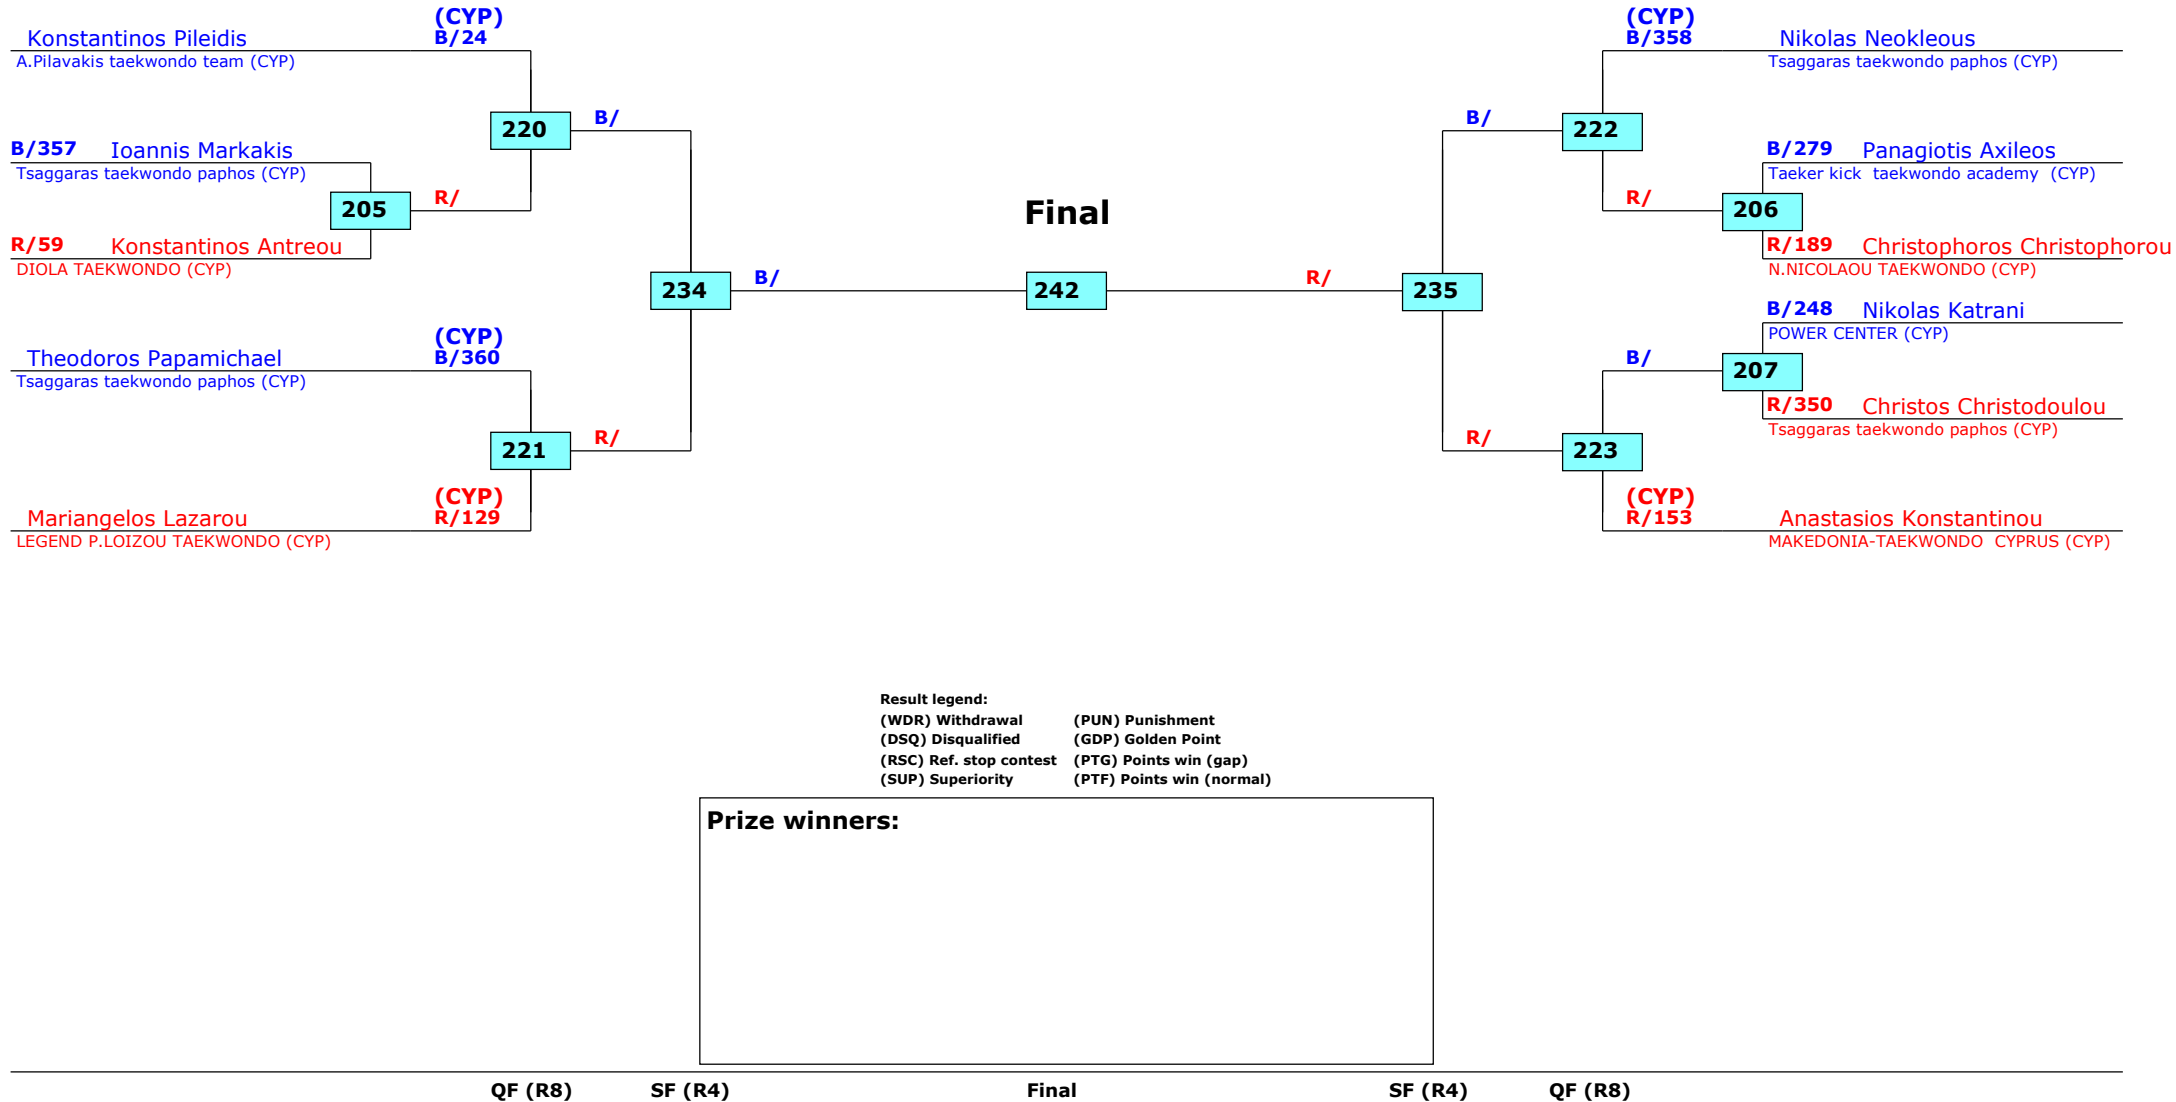 (CYP)
Konstantinos Pileidis B/24
A.Pilavakis taekwondo team (CYP)
220
B/
B/357 Ioannis Markakis
Tsaggaras taekwondo paphos (CYP)
205
R/
R/59 Konstantinos Antreou
DIOLA TAEKWONDO (CYP)
234
B/
(CYP)
Theodoros Papamichael B/360
Tsaggaras taekwondo paphos (CYP)
221
R/
(CYP)
Mariangelos Lazarou R/129
LEGEND P.LOIZOU TAEKWONDO (CYP)
Final
242
(CYP)
B/358 Nikolas Neokleous
Tsaggaras taekwondo paphos (CYP)
B/
222
B/279 Panagiotis Axileos
Taeker kick taekwondo academy (CYP)
R/
206
R/189 Christophoros Christophorou
N.NICOLAOU TAEKWONDO (CYP)
R/
235
B/248 Nikolas Katrani
POWER CENTER (CYP)
B/
207
R/350 Christos Christodoulou
Tsaggaras taekwondo paphos (CYP)
R/
223
(CYP)
R/153 Anastasios Konstantinou
MAKEDONIA-TAEKWONDO CYPRUS (CYP)
Result legend:
(WDR) Withdrawal (PUN) Punishment
(DSQ) Disqualified (GDP) Golden Point
(RSC) Ref. stop contest (PTG) Points win (gap)
(SUP) Superiority (PTF) Points win (normal)
Prize winners:
QF (R8) SF (R4) Final SF (R4) QF (R8)